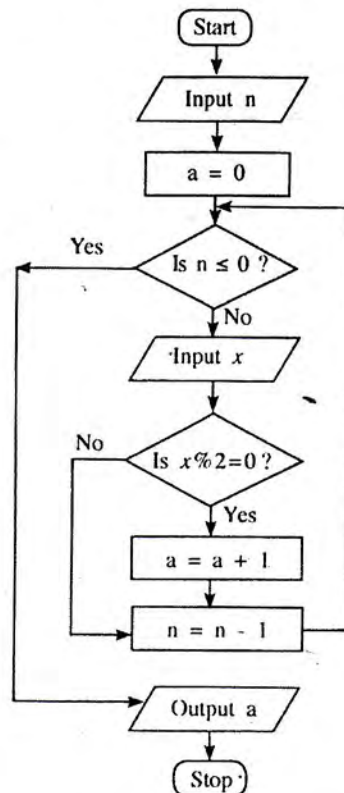 Start
Input n
a = 0
Yes
Is n ≤ 0 ?
No
Input x
No
Is x%2=0 ?
Yes
a = a + 1
n = n - 1
Output a
Stop